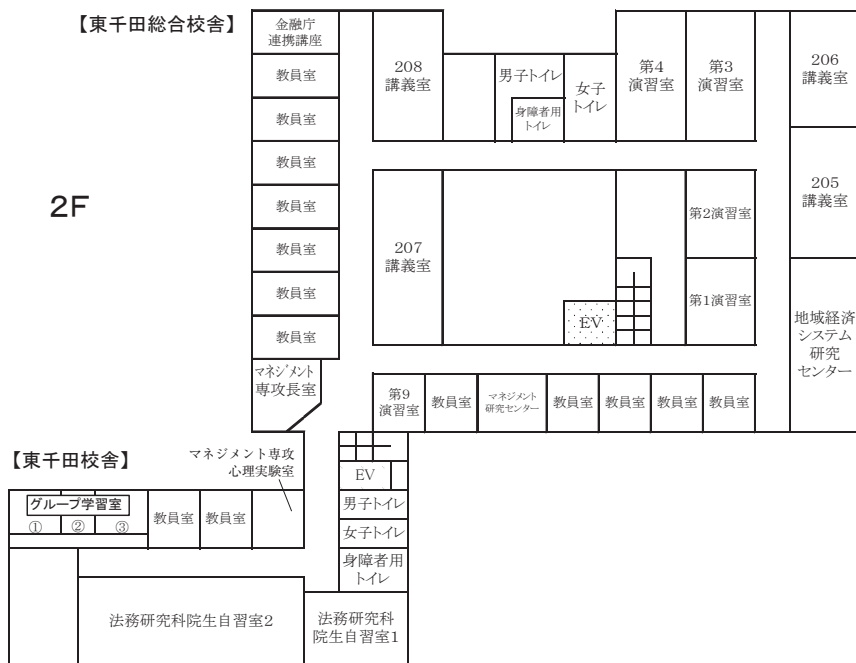 【東千田総合校舎】
2F
金融庁
連携講座
教員室
教員室
教員室
教員室
教員室
教員室
教員室
マネジメント
専攻長室
208
講義室
男子トイレ
身障者用
トイレ
女子
トイレ
第4
演習室
第3
演習室
206
講義室
205
講義室
207
講義室
EV
第2演習室
第1演習室
地域経済
システム
研究
センター
第9
演習室
教員室
マネジメント
研究センター
教員室
教員室
教員室
教員室
【東千田校舎】
マネジメント専攻
心理実験室
グループ学習室
①
②
③
教員室
教員室
EV
男子トイレ
女子トイレ
身障者用
トイレ
法務研究科院生自習室2
法務研究科
院生自習室1